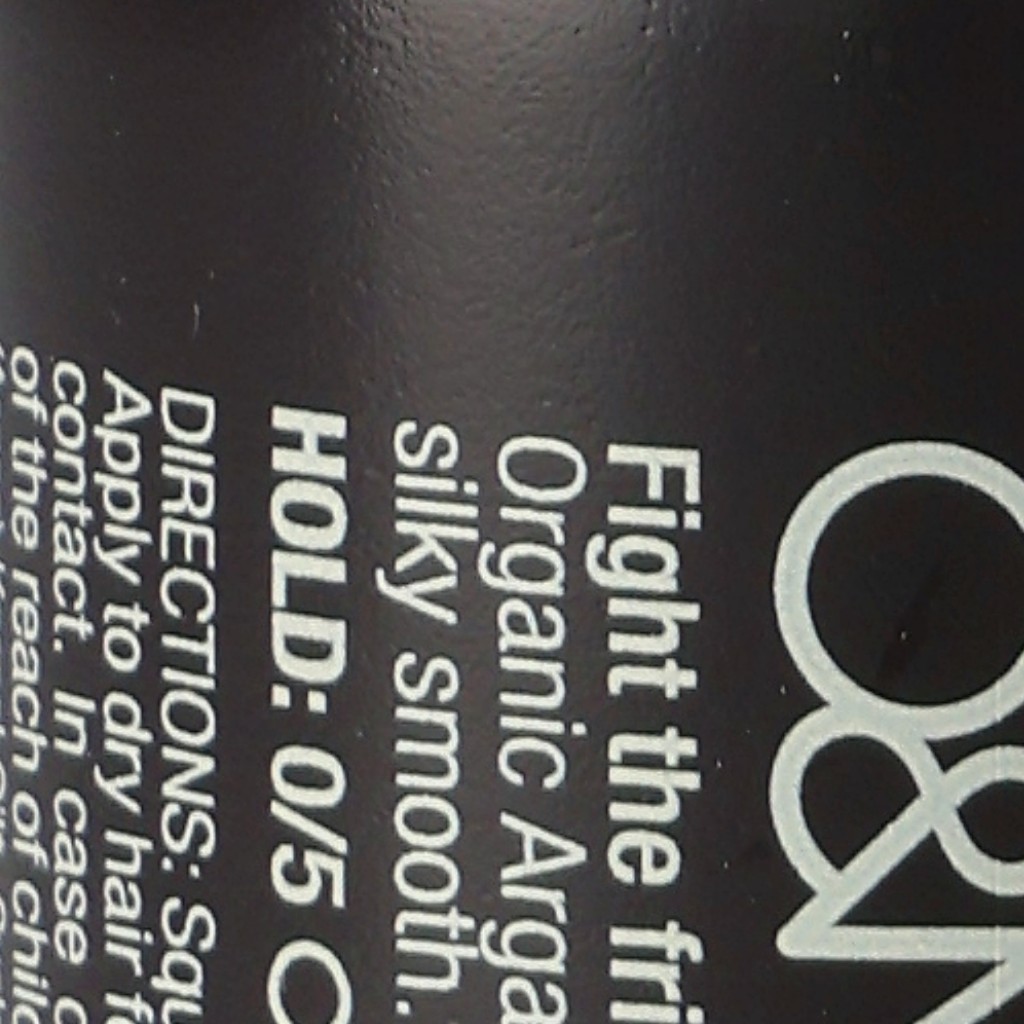 O&M
Fight the fri
Organic Arga
silky smooth.
HOLD: 0/5
DIRECTIONS: Squ
Apply to dry hair f
contact. In case
of the reach of child